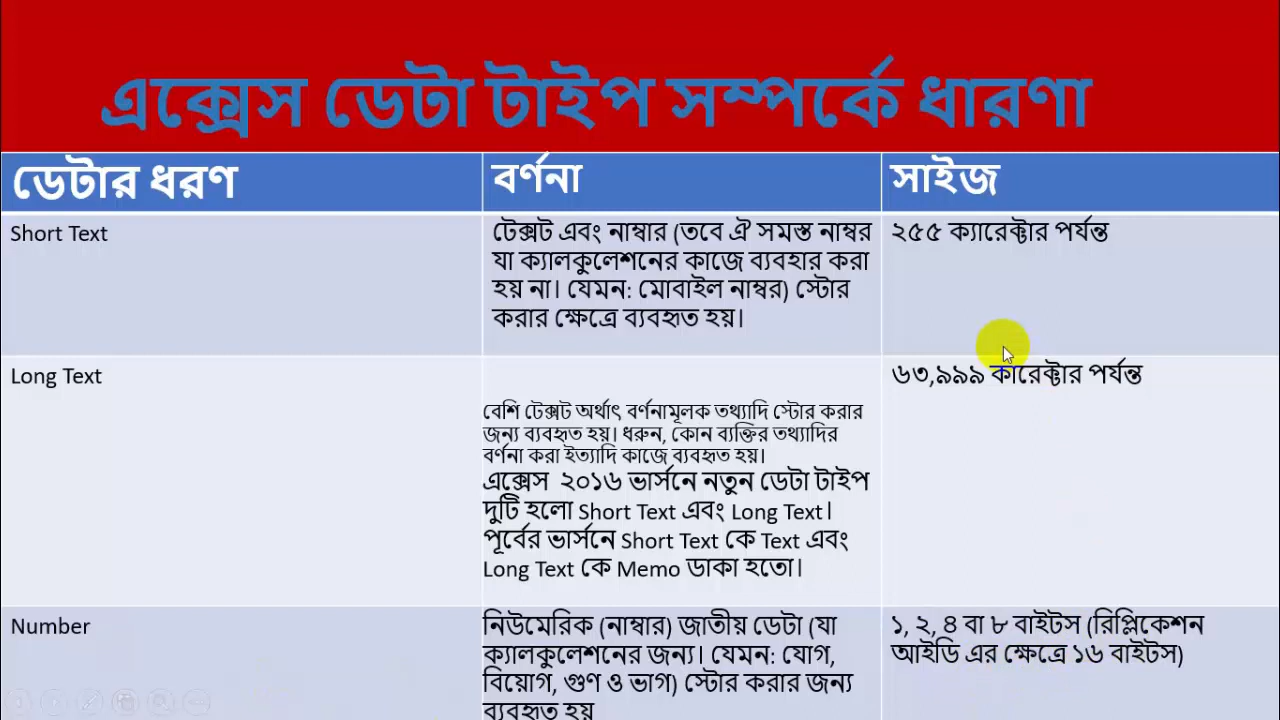 এক্সেস ডেটা টাইপ সম্পর্কে ধারণা
ডেটার ধরণ
বর্ণনা
সাইজ
Short Text
টেক্সট এবং নাম্বার (তবে ঐ সমস্ত নাম্বর
যা ক্যালকুলেশনের কাজে ব্যবহার করা
হয় না। যেমন: মোবাইল নাম্বর) স্টোর
করার ক্ষেত্রে ব্যবহৃত হয়।
২৫৫ ক্যারেক্টার পর্যন্ত
Long Text
বেশি টেক্সট অর্থাৎ বর্ণনামূলক তথ্যাদি স্টোর করার
জন্য ব্যবহৃত হয়। ধরুন, কোন ব্যক্তির তথ্যাদির
বর্ণনা করা ইত্যাদি কাজে ব্যবহৃত হয়।
এক্সেস ২০১৬ ভার্সনে নতুন ডেটা টাইপ
দুটি হলো Short Text এবং Long Text।
পূর্বের ভার্সনে Short Text কে Text এবং
Long Text কে Memo ডাকা হতো।
৬৩,৯৯৯ কারেক্টার পর্যন্ত
Number
নিউমেরিক (নাম্বার) জাতীয় ডেটা (যা
ক্যালকুলেশনের জন্য। যেমন: যোগ,
বিয়োগ, গুণ ও ভাগ) স্টোর করার জন্য
ব্যবহৃত হয়
১, ২, ৪ বা ৮ বাইটস (রিপ্লিকেশন
আইডি এর ক্ষেত্রে ১৬ বাইটস)